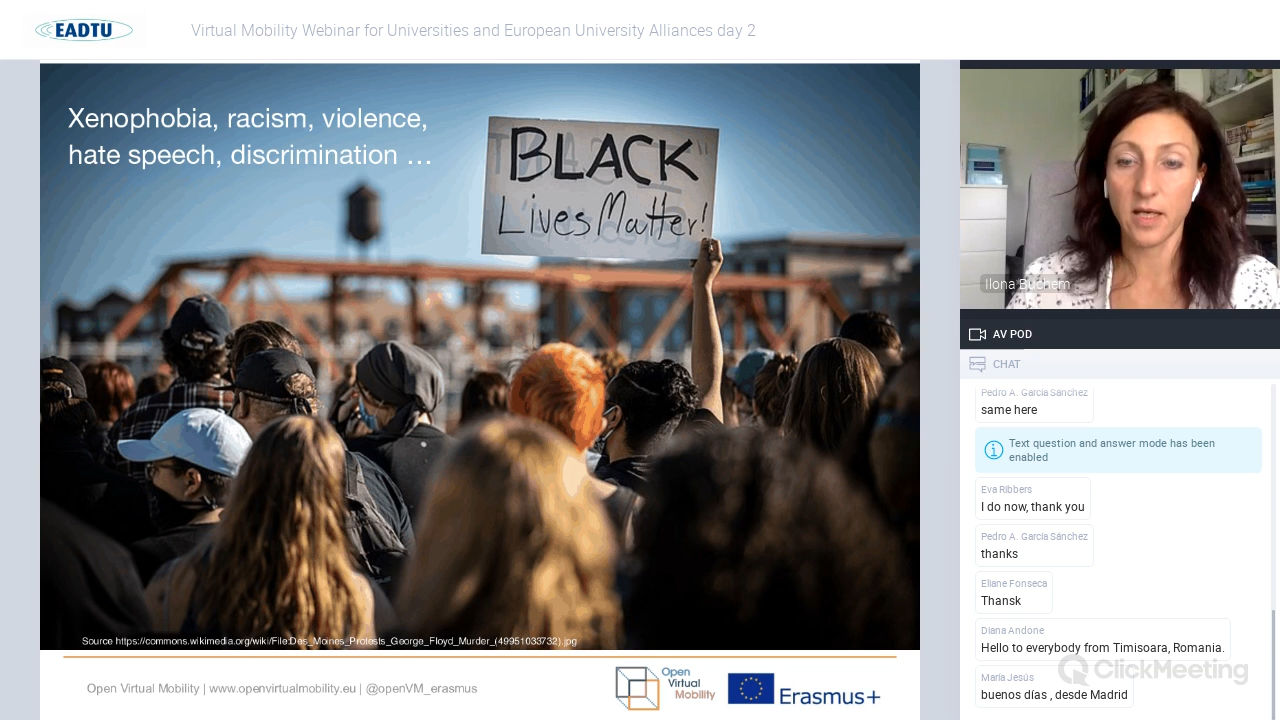 EADTU
Virtual Mobility Webinar for Universities and European University Alliances day 2
Xenophobia, racism, violence,
hate speech, discrimination …
BLACK
Lives Matter!
Source https://commons.wikimedia.org/wiki/File:Des_Moines_Protests_George_Floyd_Murder_(49951033732).jpg
Open Virtual Mobility | www.openvirtualmobility.eu | @openVM_erasmus
Open
Virtual
Mobility
Erasmus+
Ilona Buchem
AV POD
CHAT
Pedro A. García Sánchez
same here
Text question and answer mode has been
enabled
Eva Ribbers
I do now, thank you
Pedro A. García Sánchez
thanks
Eliane Fonseca
Thansk
Diana Andone
Hello to everybody from Timisoara, Romania.
María Jesús
buenos días , desde Madrid
ClickMeeting